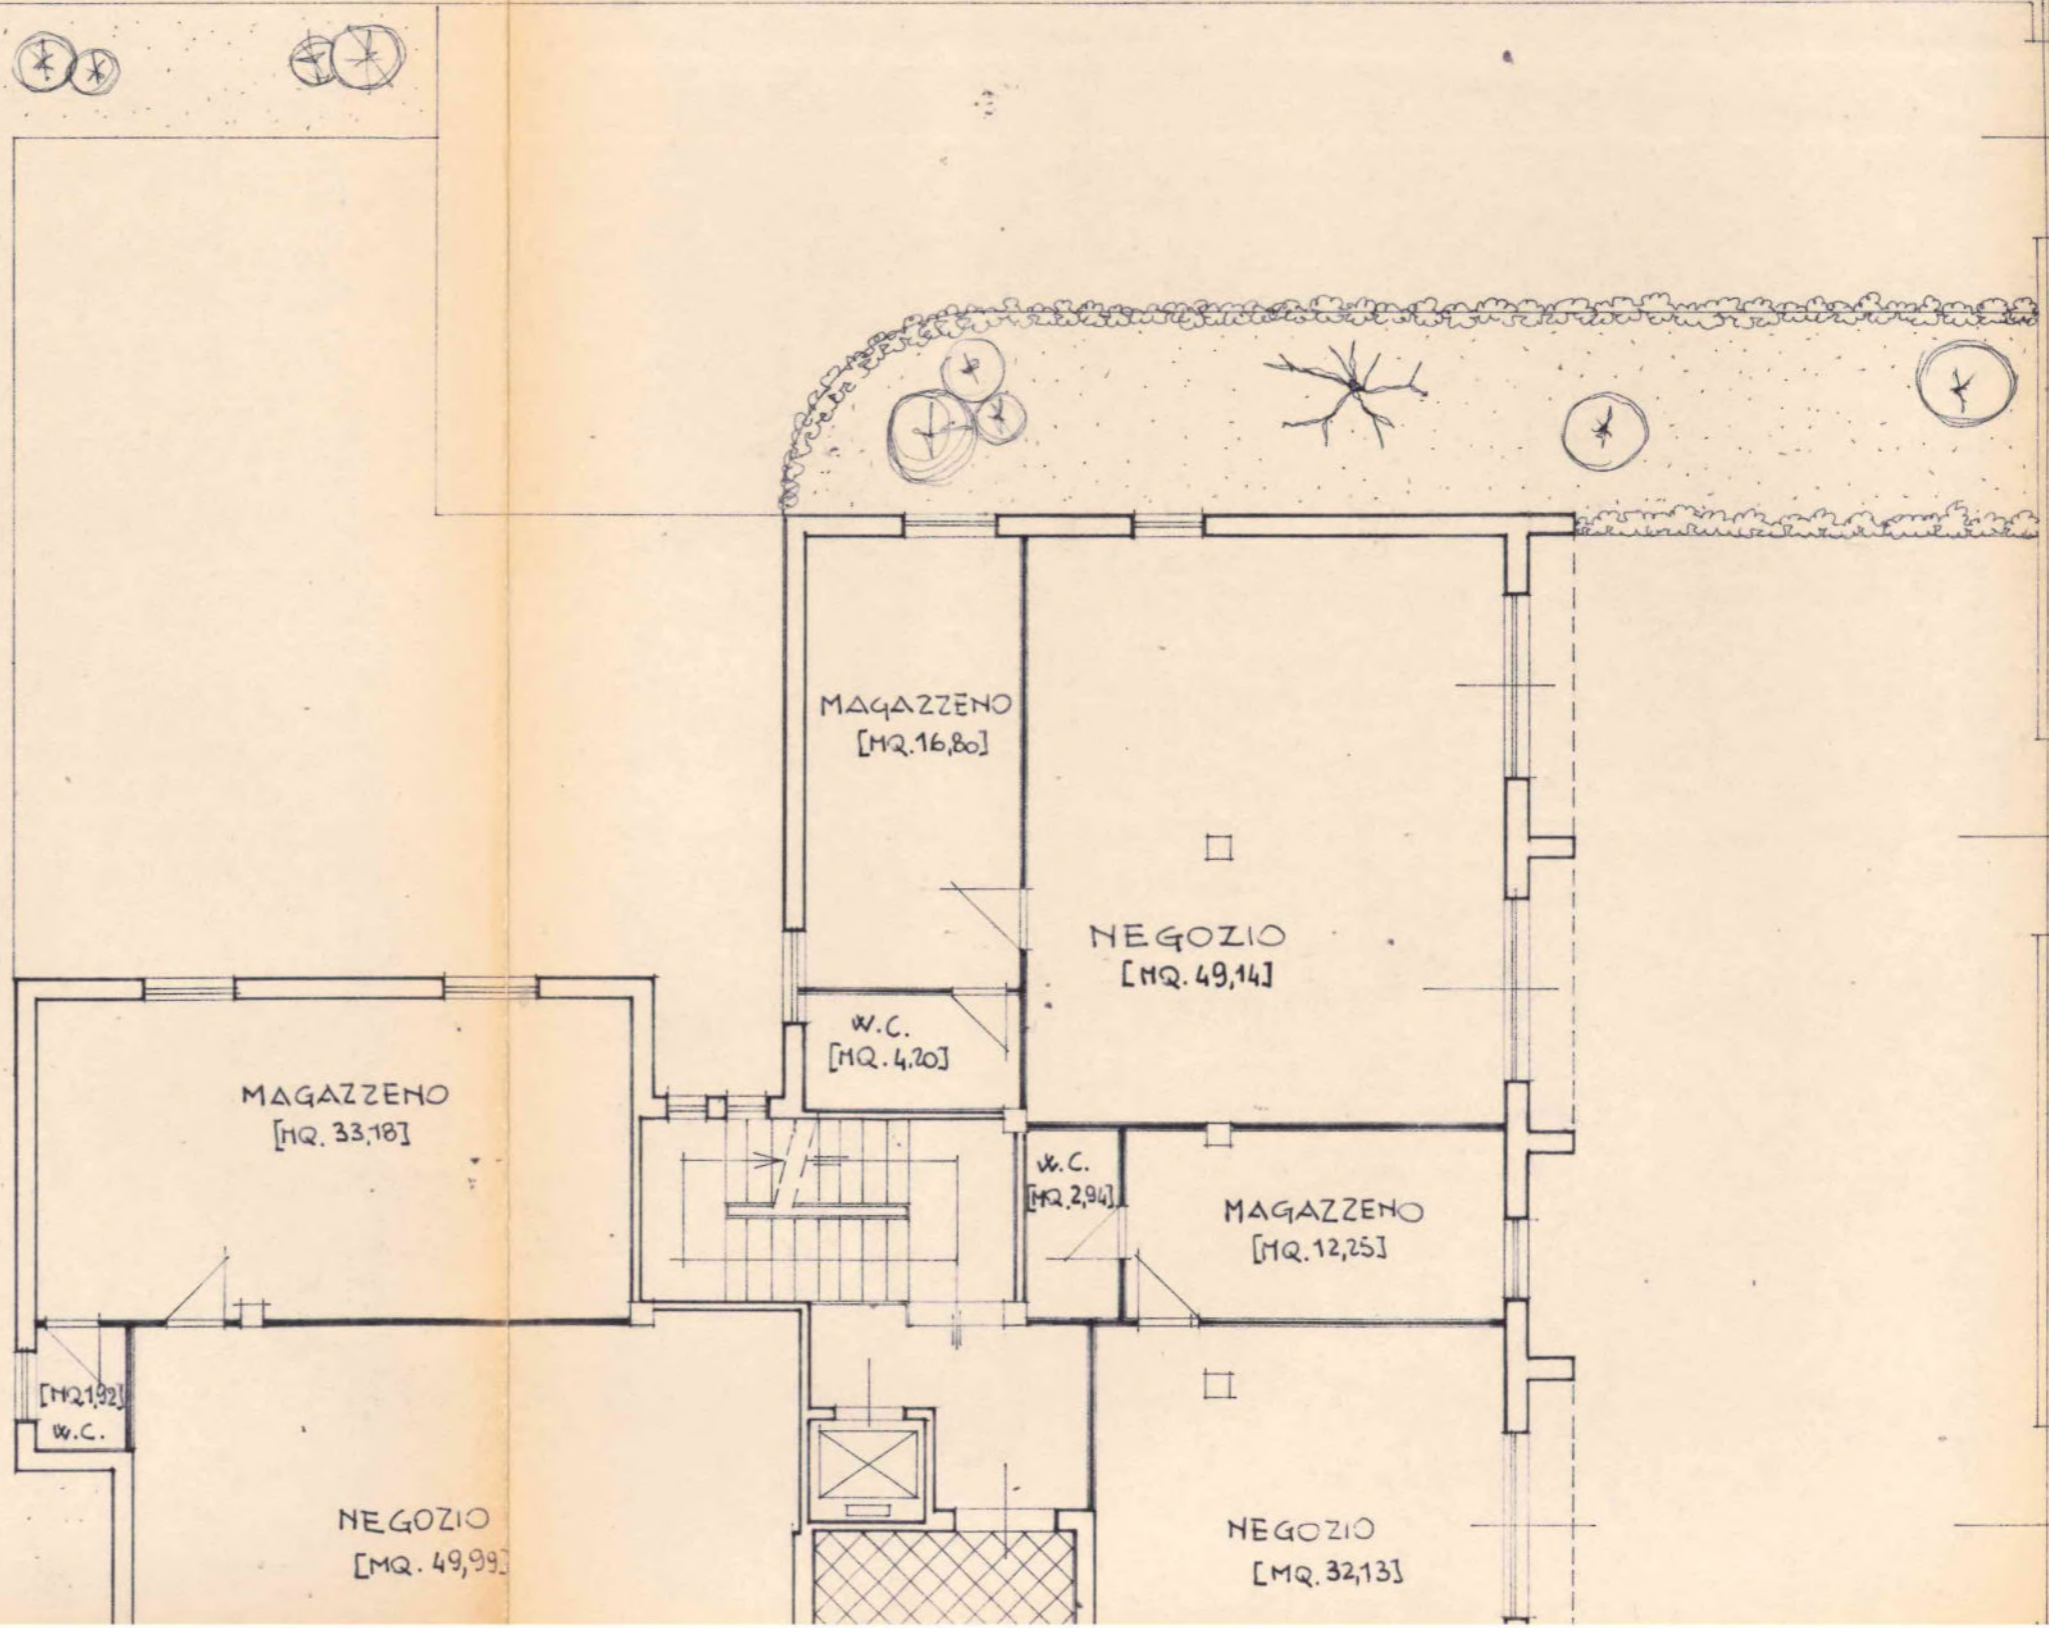 MAGAZZENO
[MQ.16,80]
NEGOZIO
[MQ. 49,14]
W.C.
[MQ. 4,20]
MAGAZZENO
[MQ. 33,18]
W.C.
[MQ. 2,94]
MAGAZZENO
[MQ. 12,25]
[MQ 1,92]
W.C.
NEGOZIO
[MQ. 49,99]
NEGOZIO
[MQ. 32,13]